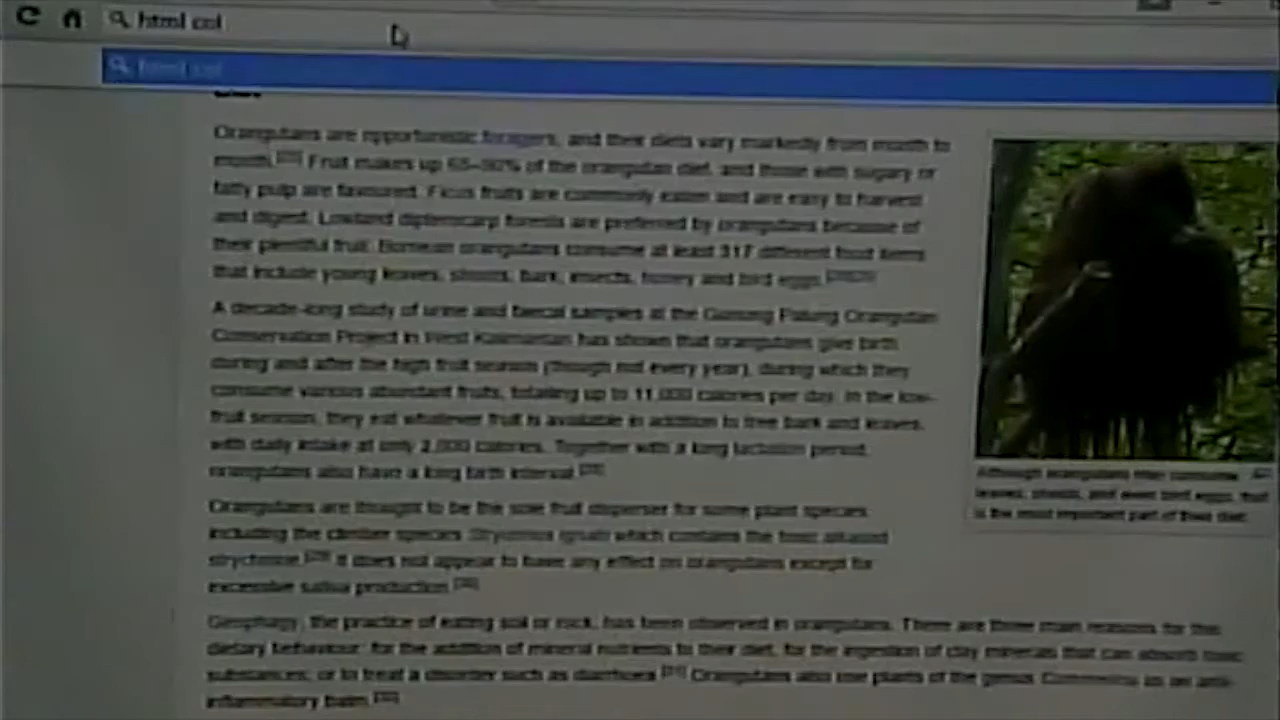 html col
html col
Orangutans are opportunistic foragers, and their diets vary markedly from month to
month. Fruit makes up 65–90% of the orangutan diet, and those with sugary or
fatty pulp are favoured. Ficus fruits are commonly eaten and are easy to harvest
and digest. Lowland dipterocarp forests are preferred by orangutans because of
their plentiful fruit. Bornean orangutans consume at least 317 different food items
that include young leaves, shoots, bark, insects, honey and bird eggs.
A decade-long study of urine and faecal samples at the Gunung Palung Orangutan
Conservation Project in West Kalimantan has shown that orangutans give birth
during and after the high fruit season (though not every year), during which they
consume various abundant fruits, totalling up to 11,000 calories per day. In the low-
fruit season, they eat whatever fruit is available in addition to tree bark and leaves,
with daily intake at only 2,000 calories. Together with a long lactation period,
orangutans also have a long birth interval.
Orangutans are thought to be the sole fruit disperser for some plant species
including the climber species Strychnos ignatii which contains the toxic alkaloid
strychnine. It does not appear to have any effect on orangutans except for
excessive saliva production.
Geophagy, the practice of eating soil or rock, has been observed in orangutans. There are three main reasons for this
dietary behaviour: for the addition of mineral nutrients to their diet; for the ingestion of clay minerals that can absorb toxic
substances; or to treat a disorder such as diarrhoea. Orangutans also use plants of the genus Commelina as an anti-
inflammatory balm.
Although orangutans may consume
leaves, shoots, and even bird eggs, fruit
is the most important part of their diet